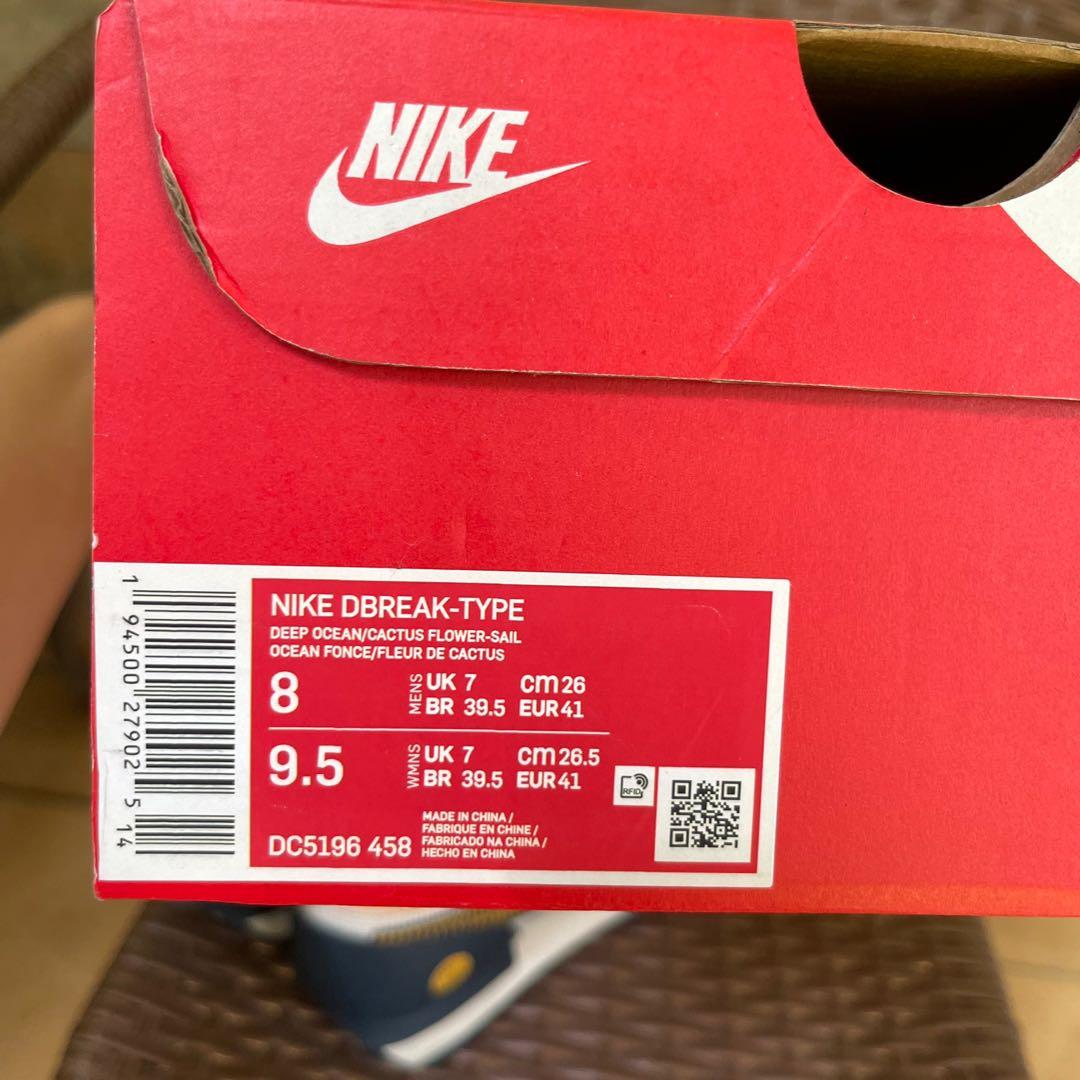 NIKE
NIKE DBREAK-TYPE
DEEP OCEAN/CACTUS FLOWER-SAIL
OCEAN FONCE/FLEUR DE CACTUS
8 MENS UK 7 cm 26
BR 39.5 EUR 41
9.5 WMNS UK 7 cm 26.5
BR 39.5 EUR 41
RFID
DC5196 458
MADE IN CHINA /
FABRIQUE EN CHINE /
FABRICADO NA CHINA /
HECHO EN CHINA
1 94500 27902 5 14